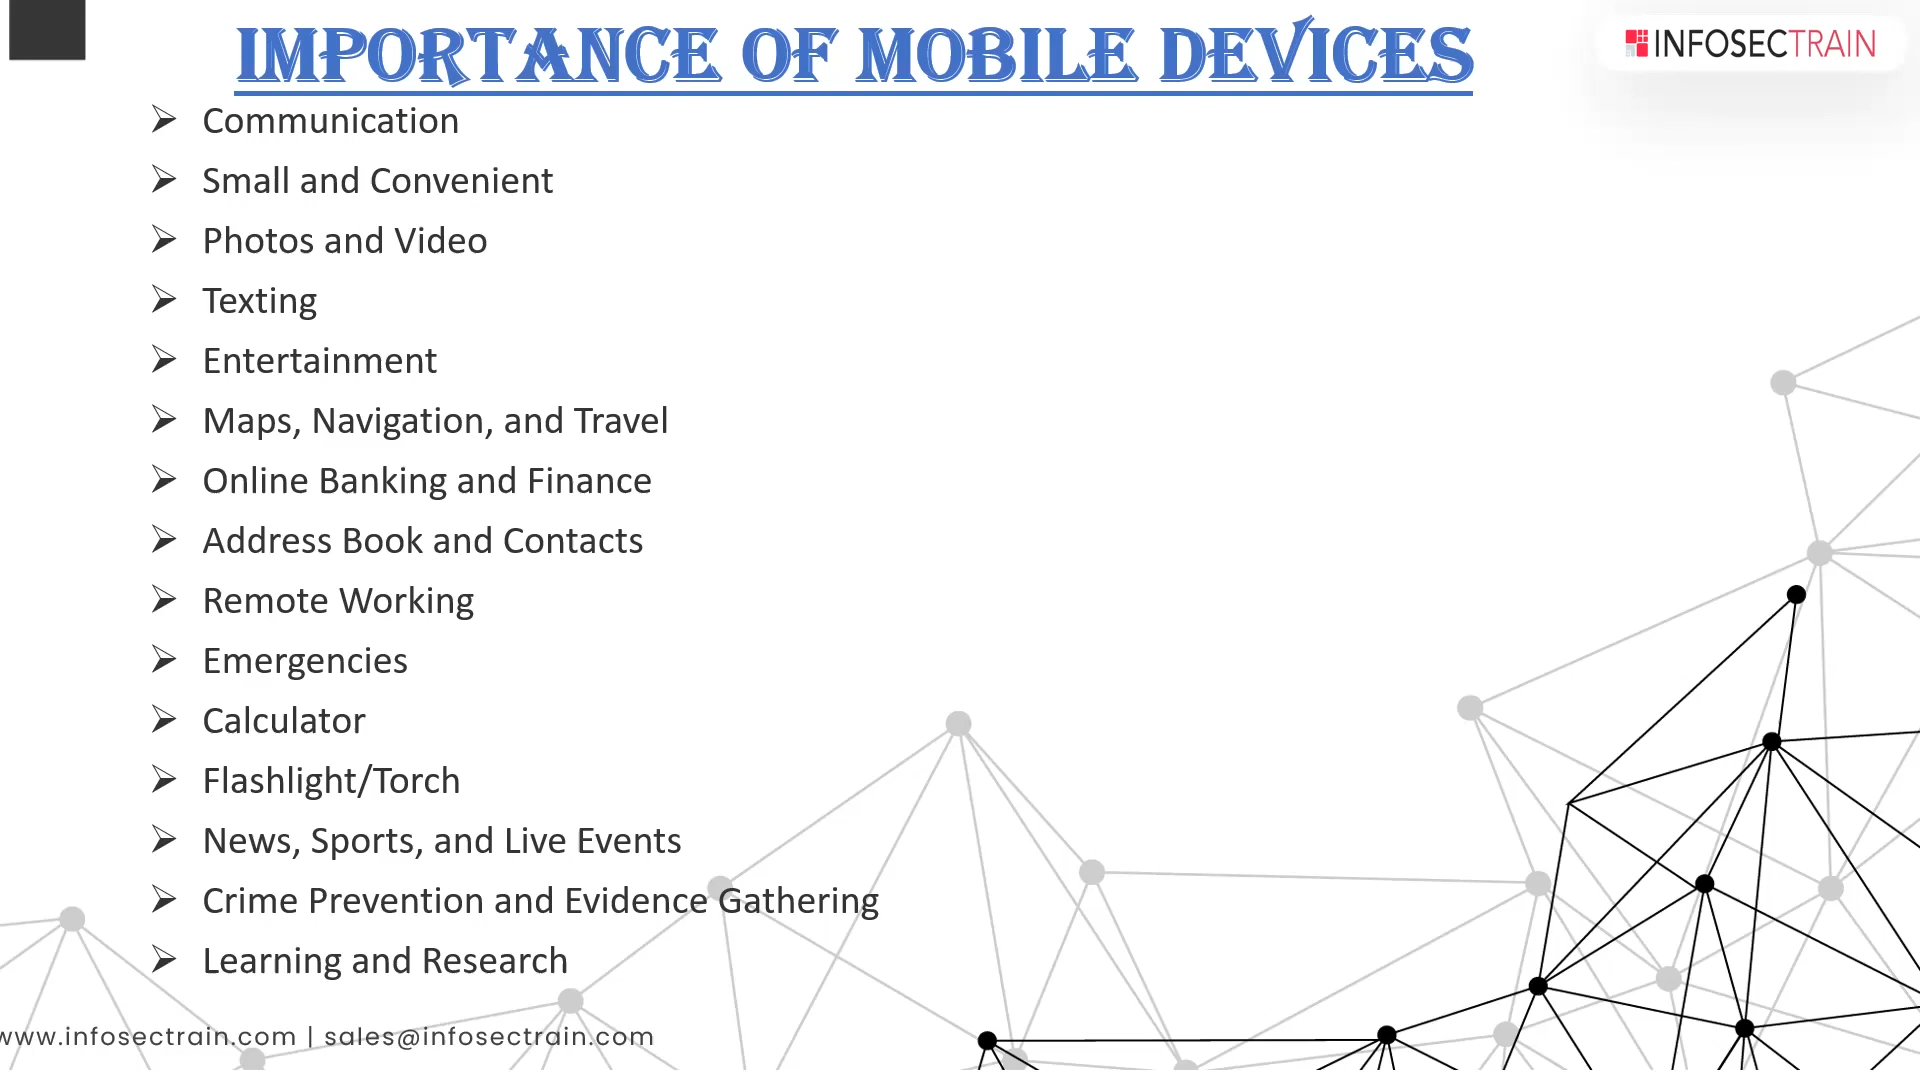 IMPORTANCE OF MOBILE DEVICES
INFOSECTRAIN
Communication
Small and Convenient
Photos and Video
Texting
Entertainment
Maps, Navigation, and Travel
Online Banking and Finance
Address Book and Contacts
Remote Working
Emergencies
Calculator
Flashlight/Torch
News, Sports, and Live Events
Crime Prevention and Evidence Gathering
Learning and Research
www.infosectrain.com | sales@infosectrain.com